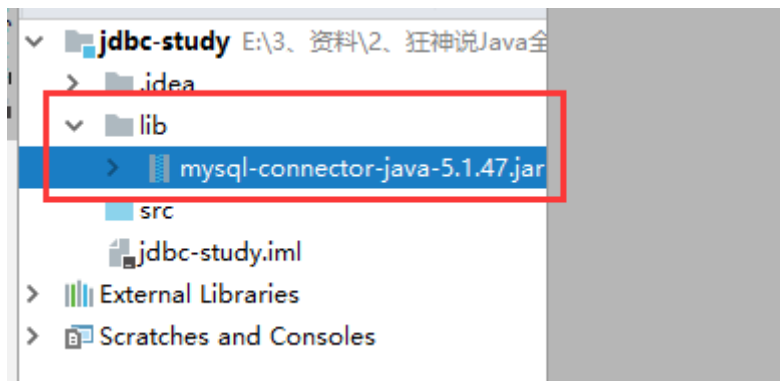 jdbc-study E:\3、资料\2、狂神说Java全
.idea
lib
mysql-connector-java-5.1.47.jar
src
jdbc-study.iml
External Libraries
Scratches and Consoles